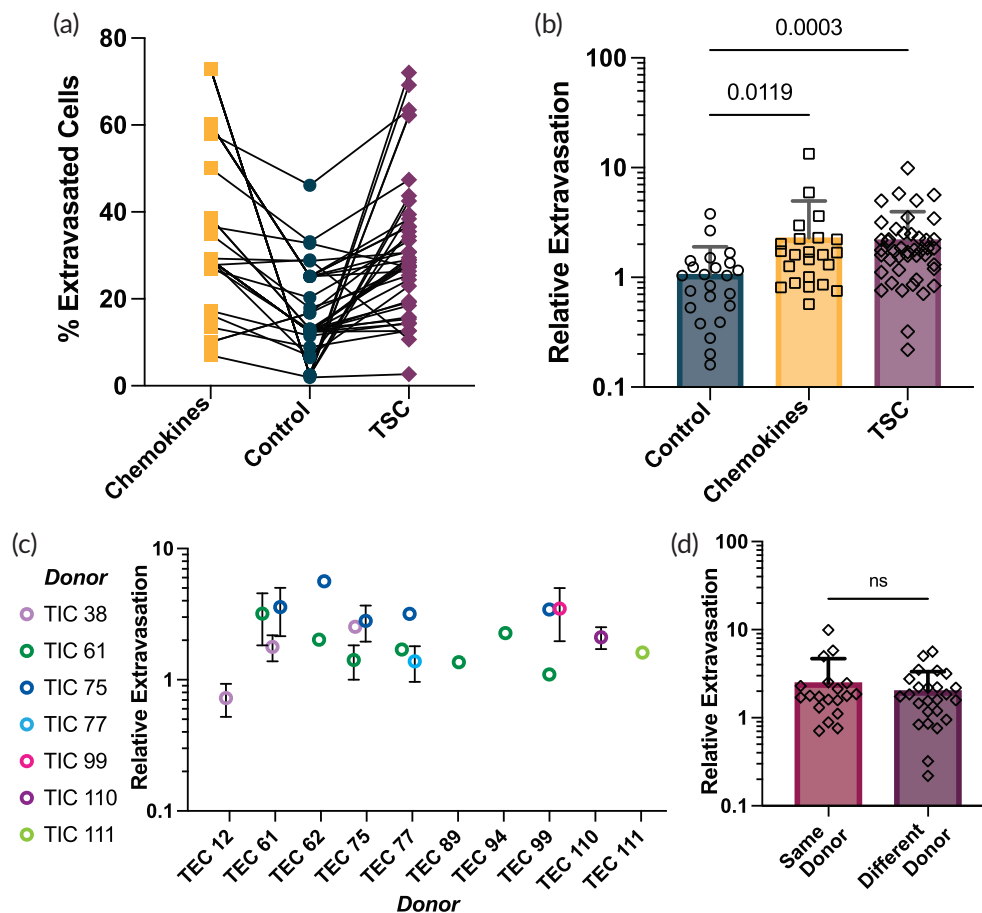 (a)
% Extravasated Cells
80
60
40
20
0
Chemokines
Control
TSC
(b)
Relative Extravasation
100
10
1
0.1
0.0003
0.0119
Control
Chemokines
TSC
(c)
Donor
TIC 38
TIC 61
TIC 75
TIC 77
TIC 99
TIC 110
TIC 111
Relative Extravasation
10
1
0.1
TEC 12
TEC 61
TEC 62
TEC 75
TEC 77
TEC 89
TEC 94
TEC 99
TEC 110
TEC 111
Donor
(d)
Relative Extravasation
100
10
1
0.1
ns
Same
Donor
Different
Donor